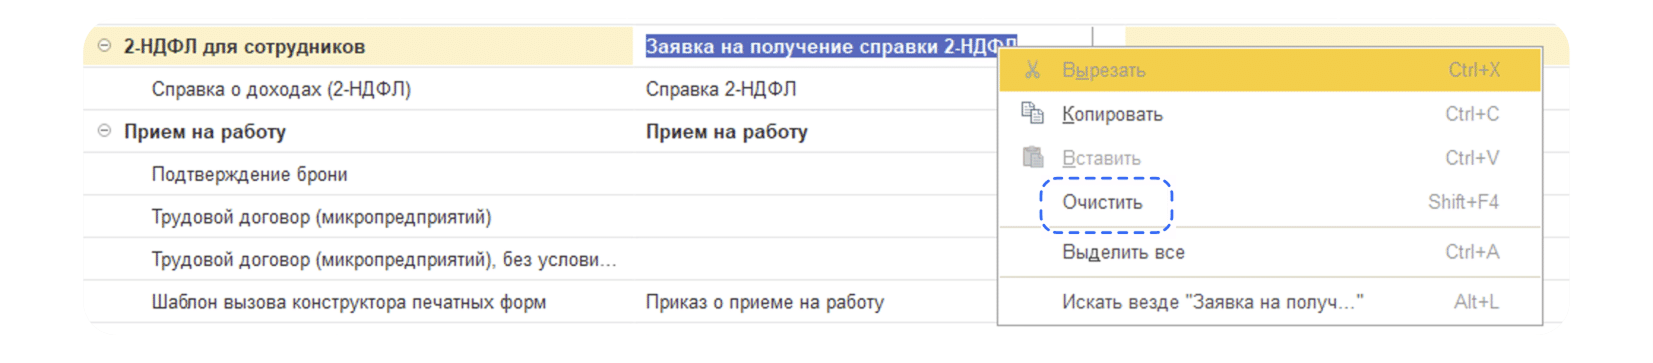 2-НДФЛ для сотрудников Заявка на получение справки 2-НДФЛ
Вырезать Ctrl+X
Справка о доходах (2-НДФЛ) Справка 2-НДФЛ
Копировать Ctrl+C
Прием на работу Прием на работу
Вставить Ctrl+V
Подтверждение брони
Очистить Shift+F4
Трудовой договор (микропредприятий)
Выделить все Ctrl+A
Трудовой договор (микропредприятий), без услови...
Шаблон вызова конструктора печатных форм Приказ о приеме на работу
Искать везде "Заявка на получ..." Alt+L